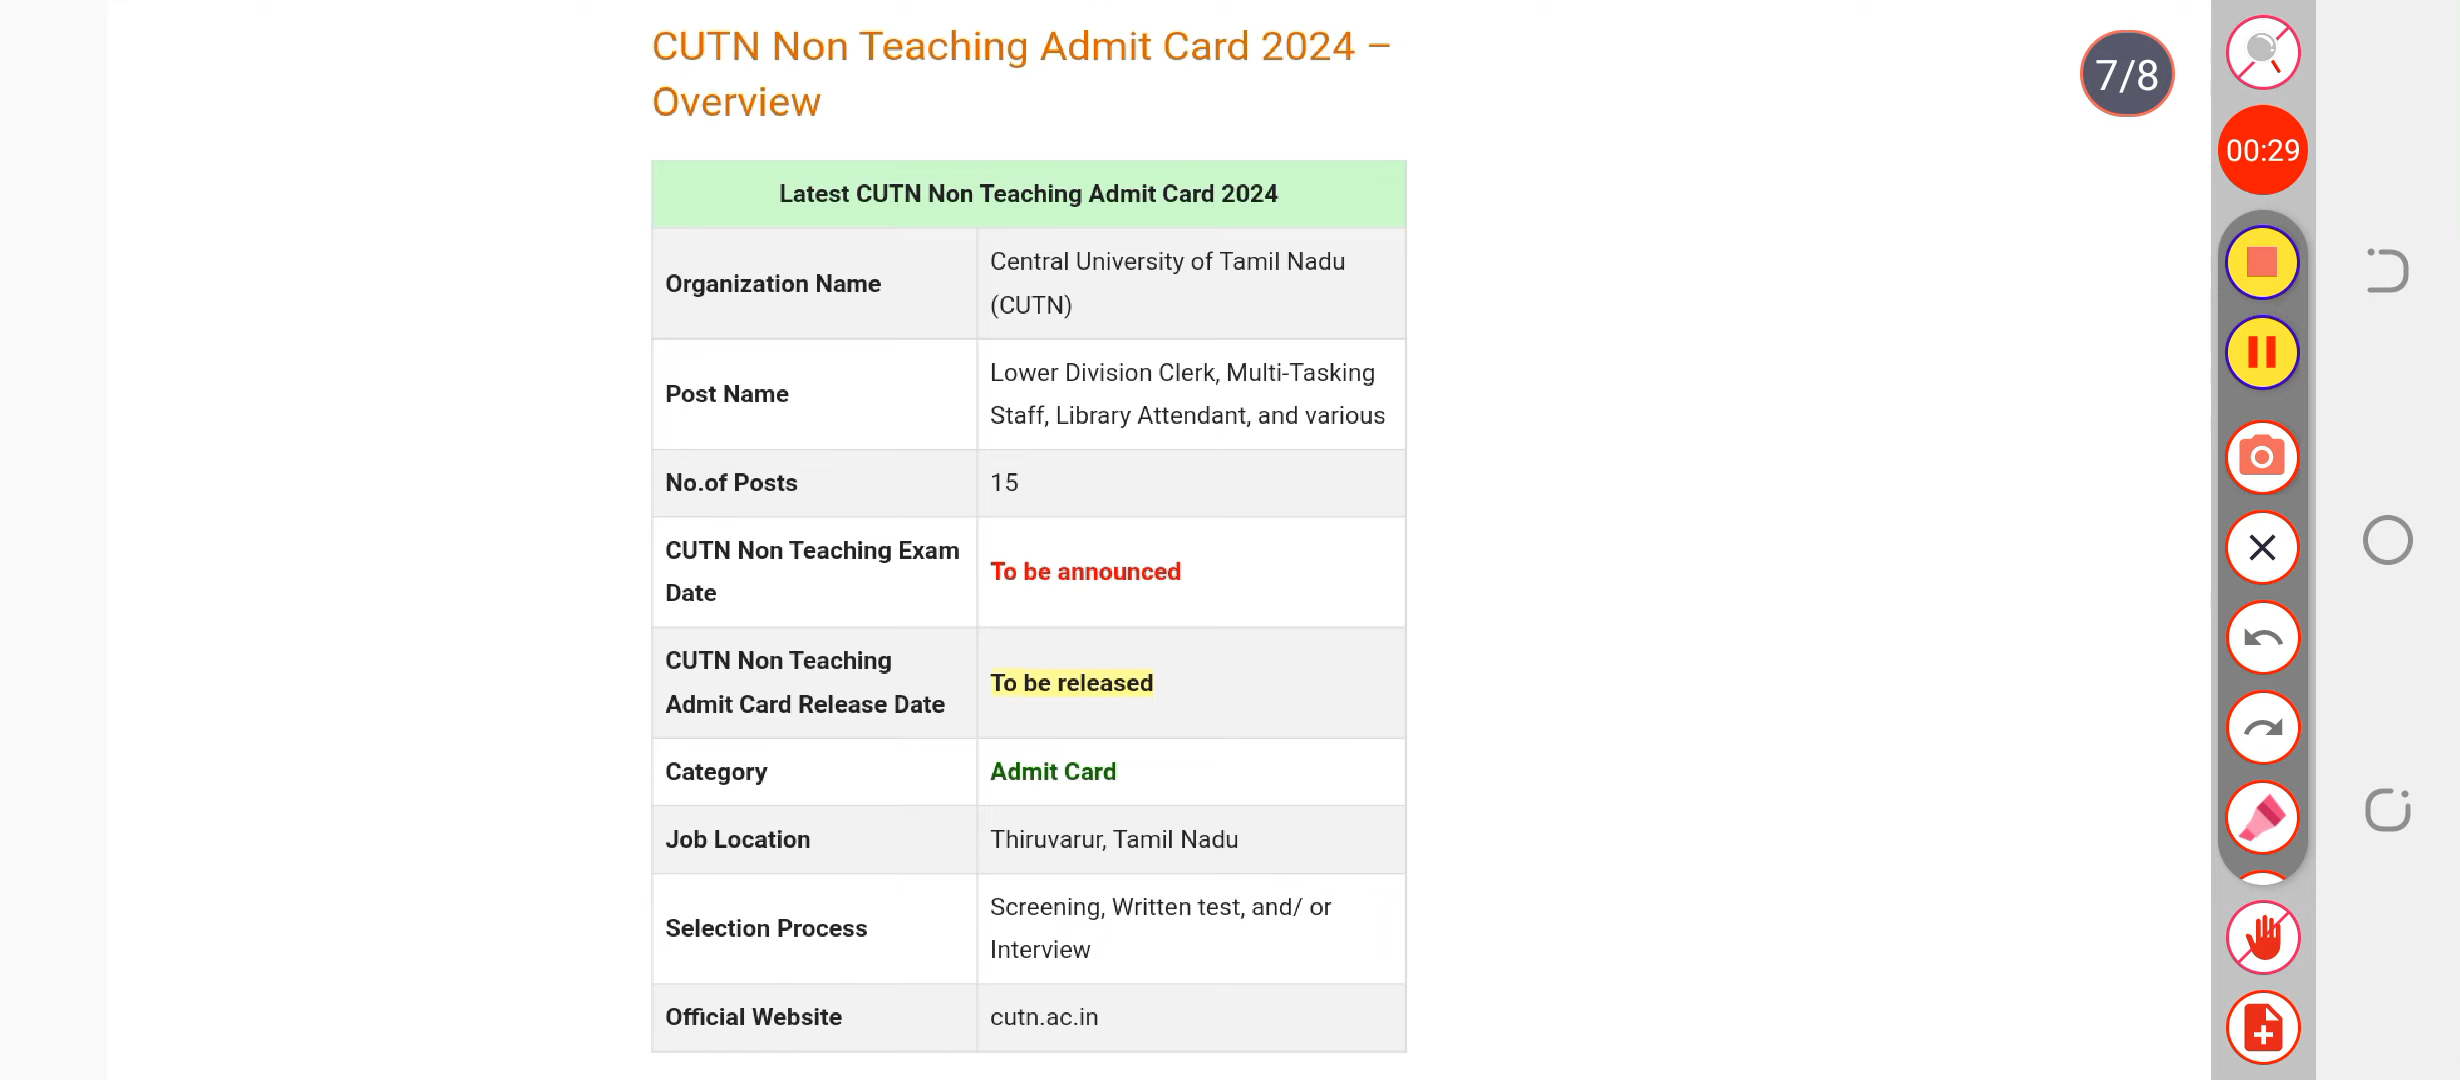 CUTN Non Teaching Admit Card 2024 –
Overview
7/8
00:29
Latest CUTN Non Teaching Admit Card 2024
Organization Name
Central University of Tamil Nadu
(CUTN)
Post Name
Lower Division Clerk, Multi-Tasking
Staff, Library Attendant, and various
No.of Posts
15
CUTN Non Teaching Exam
Date
To be announced
CUTN Non Teaching
Admit Card Release Date
To be released
Category
Admit Card
Job Location
Thiruvarur, Tamil Nadu
Selection Process
Screening, Written test, and/ or
Interview
Official Website
cutn.ac.in